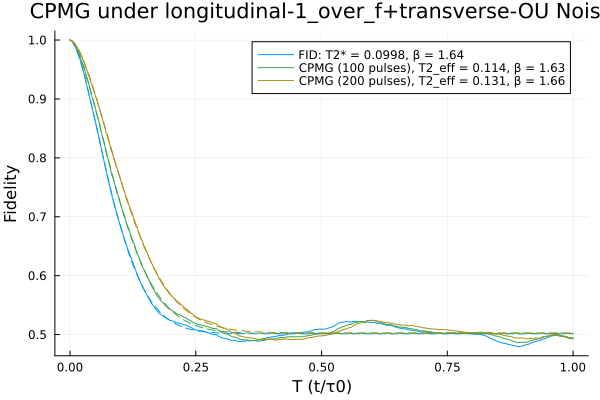 CPMG under longitudinal-1_over_f+transverse-OU Nois
FID: T2* = 0.0998, β = 1.64
CPMG (100 pulses), T2_eff = 0.114, β = 1.63
CPMG (200 pulses), T2_eff = 0.131, β = 1.66
Fidelity
1.0
0.9
0.8
0.7
0.6
0.5
0.00 0.25 0.50 0.75 1.00
T (t/τ0)